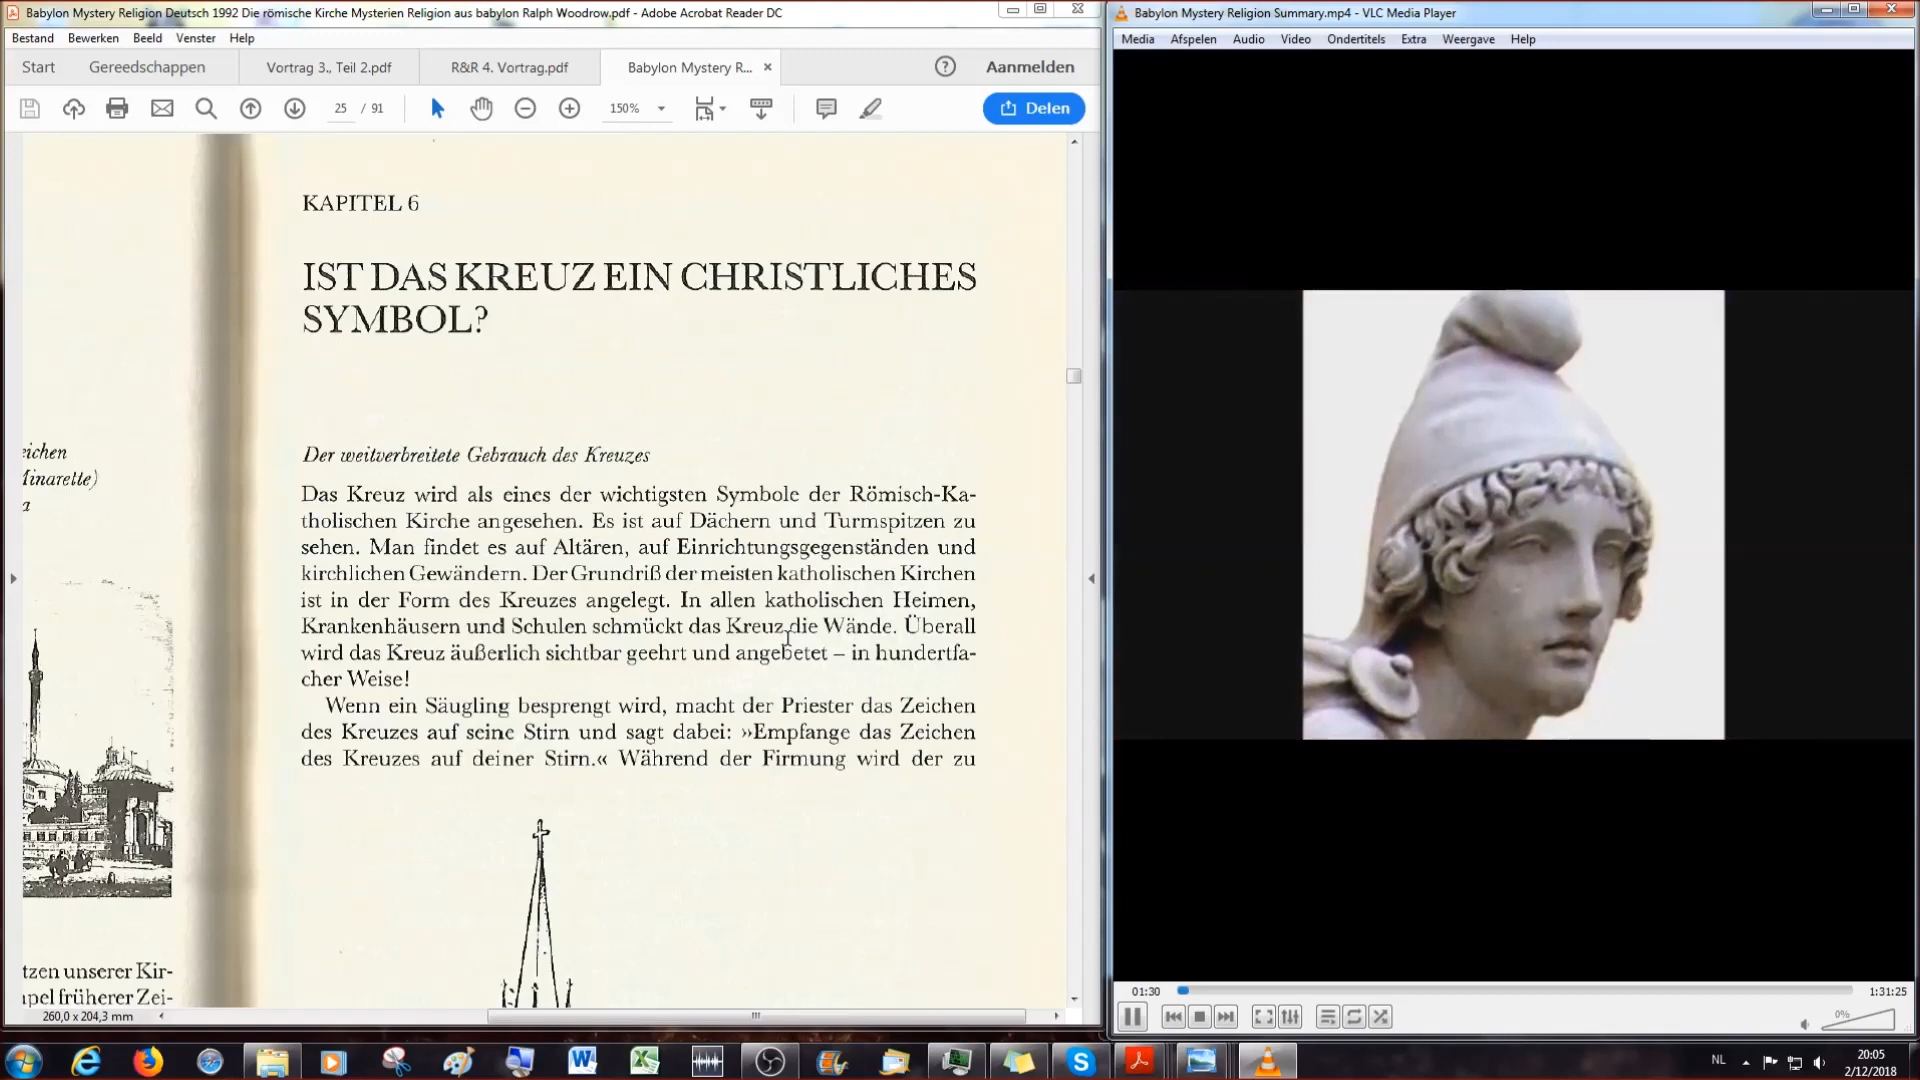 Babylon Mystery Religion Deutsch 1992 Die römische Kirche Mysterien Religion aus babylon Ralph Woodrow.pdf - Adobe Acrobat Reader DC
Bestand Bewerken Beeld Venster Help
Start Gereedschappen Vortrag 3., Teil 2.pdf R&R 4. Vortrag.pdf Babylon Mystery R... Aanmelden
25 / 91 150% Delen
eichen
Minarette)
a
tzen unserer Kir-
pel früherer Zei-
KAPITEL 6
IST DAS KREUZ EIN CHRISTLICHES
SYMBOL?
Der weitverbreitete Gebrauch des Kreuzes
Das Kreuz wird als eines der wichtigsten Symbole der Römisch-Ka-
tholischen Kirche angesehen. Es ist auf Dächern und Turmspitzen zu
sehen. Man findet es auf Altären, auf Einrichtungsgegenständen und
kirchlichen Gewändern. Der Grundriß der meisten katholischen Kirchen
ist in der Form des Kreuzes angelegt. In allen katholischen Heimen,
Krankenhäusern und Schulen schmückt das Kreuz die Wände. Überall
wird das Kreuz äußerlich sichtbar geehrt und angebetet – in hundertfa-
cher Weise!
Wenn ein Säugling besprengt wird, macht der Priester das Zeichen
des Kreuzes auf seine Stirn und sagt dabei: »Empfange das Zeichen
des Kreuzes auf deiner Stirn.« Während der Firmung wird der zu
260,0 x 204,3 mm
Babylon Mystery Religion Summary.mp4 - VLC Media Player
Media Afspelen Audio Video Ondertitels Extra Weergave Help
01:30 1:31:25
0%
NL 20:05
2/12/2018